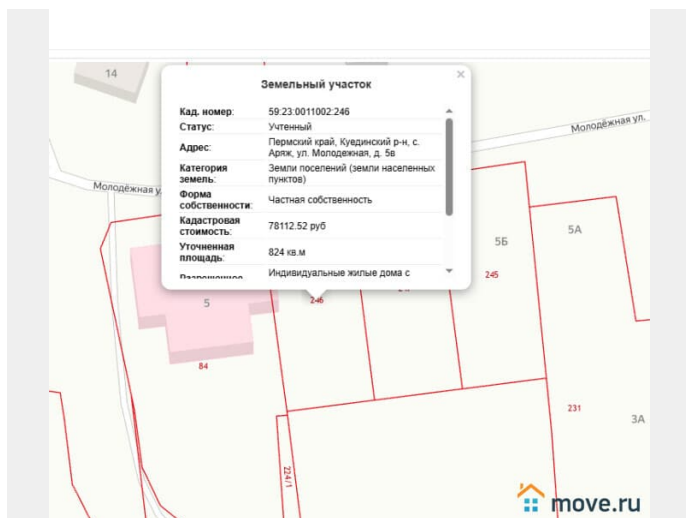 14
Земельный участок
×
Кад. номер: 59:23:0011002:246
Статус: Учтенный
Адрес: Пермский край, Куединский р-н, с.
Аряж, ул. Молодежная, д. 5в
Категория земель: Земли поселений (земли населенных
пунктов)
Форма собственности: Частная собственность
Кадастровая стоимость: 78112.52 руб
Уточненная площадь: 824 кв.м
Разрешенное Индивидуальные жилые дома с
Молодёжная ул.
Молодёжная у
5Б
5А
245
5
246
84
231
3А
224/1
move.ru